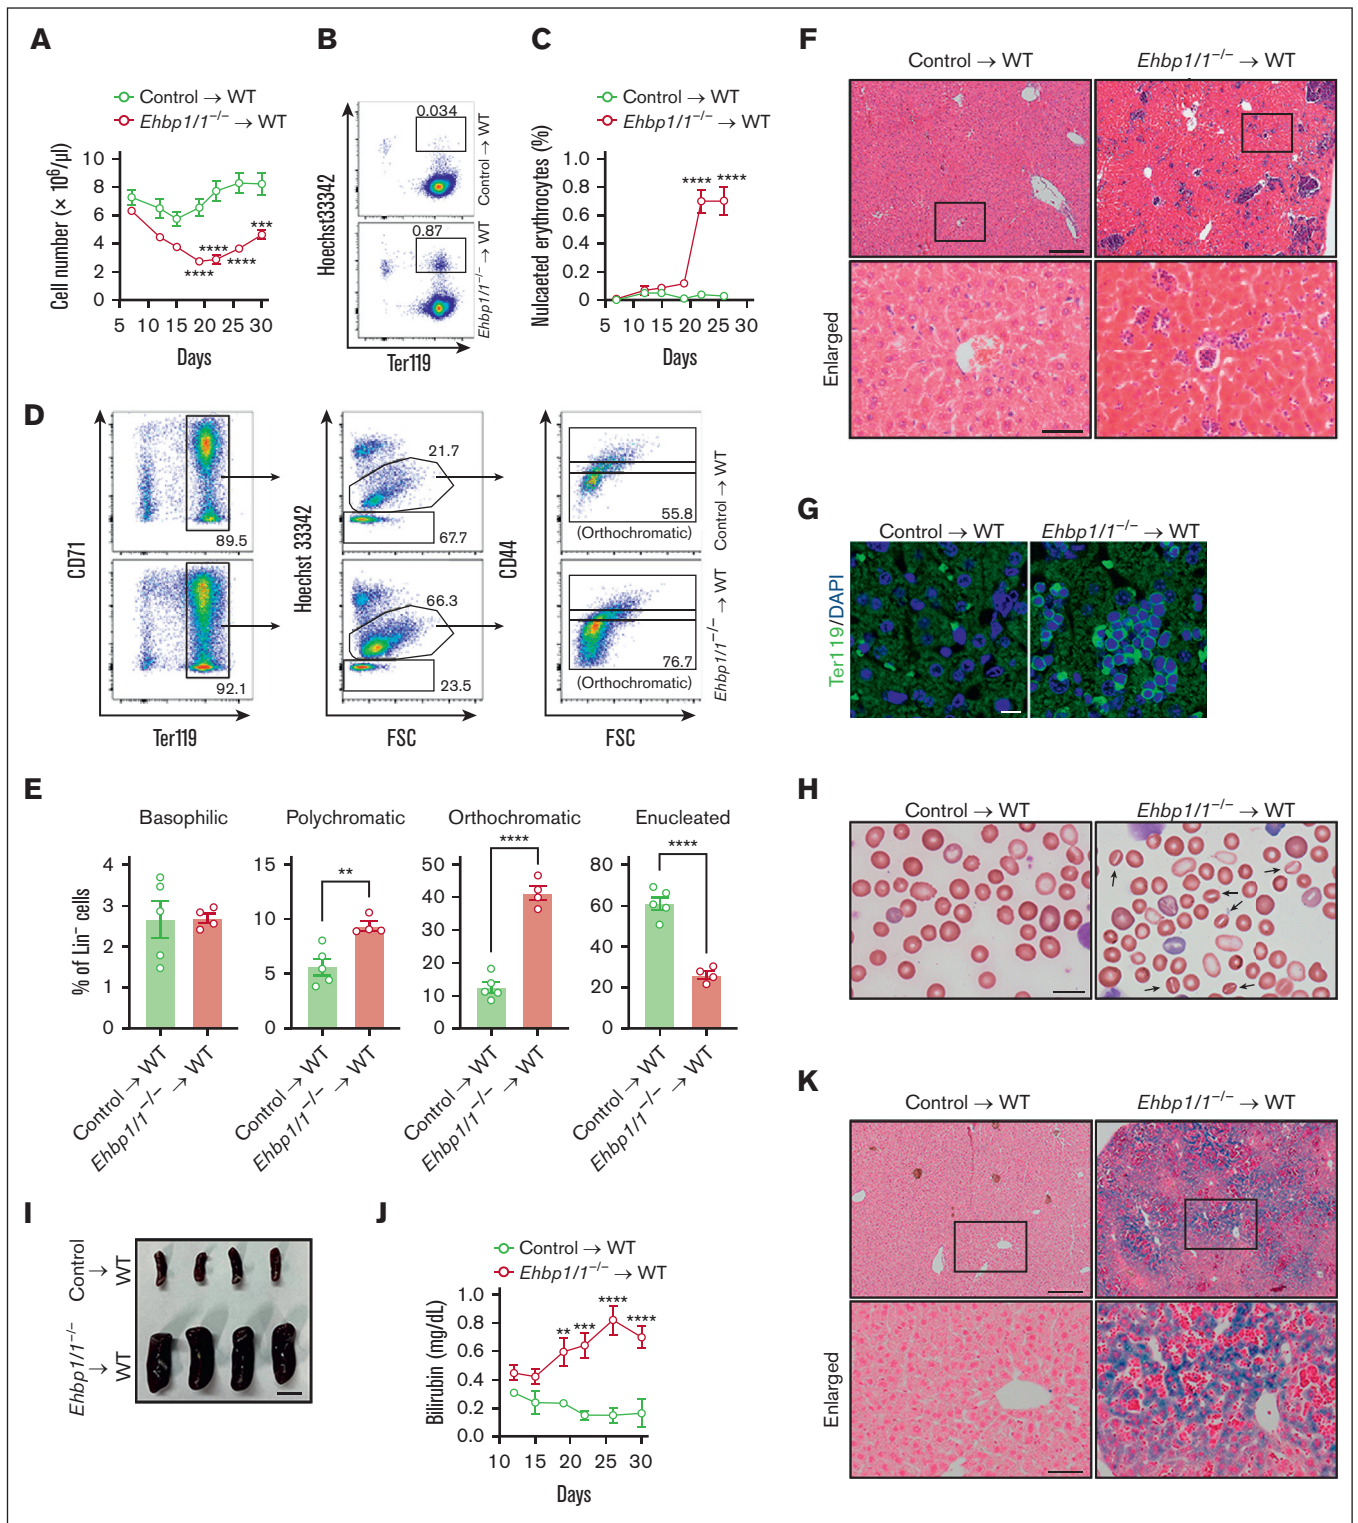 A
Control → WT
Ehbp1/1−/− → WT
Cell number (× 10⁶/µl)
10
8
6
4
2
0
****
****
****
***
5 10 15 20 25 30
Days
B
Hoechst33342
0.034
Control → WT
0.87
Ehbp1/1−/− → WT
Ter119
C
Control → WT
Ehbp1/1−/− → WT
Nulcaeted erythrocytes (%)
1.0
0.8
0.6
0.4
0.2
0
**** ****
5 10 15 20 25 30
Days
D
CD71
89.5
92.1
Ter119
Hoechst 33342
21.7
67.7
66.3
23.5
FSC
CD44
55.8
(Orthochromatic)
Control → WT
76.7
(Orthochromatic)
Ehbp1/1−/− → WT
FSC
E
% of Lin− cells
Basophilic
4
3
2
1
0
Control → WT
Ehbp1/1−/− → WT
Polychromatic
15
10
5
0
**
Control → WT
Ehbp1/1−/− → WT
Orthochromatic
50
40
30
20
10
0
****
Control → WT
Ehbp1/1−/− → WT
Enucleated
80
60
40
20
0
****
Control → WT
Ehbp1/1−/− → WT
F
Control → WT
Ehbp1/1−/− → WT
Enlarged
G
Control → WT
Ehbp1/1−/− → WT
Ter119/DAPI
H
Control → WT
Ehbp1/1−/− → WT
I
Control → WT
Ehbp1/1−/− → WT
J
Control → WT
Ehbp1/1−/− → WT
Bilirubin (mg/dL)
1.0
0.8
0.6
0.4
0.2
0.0
**
***
****
****
10 15 20 25 30
Days
K
Control → WT
Ehbp1/1−/− → WT
Enlarged